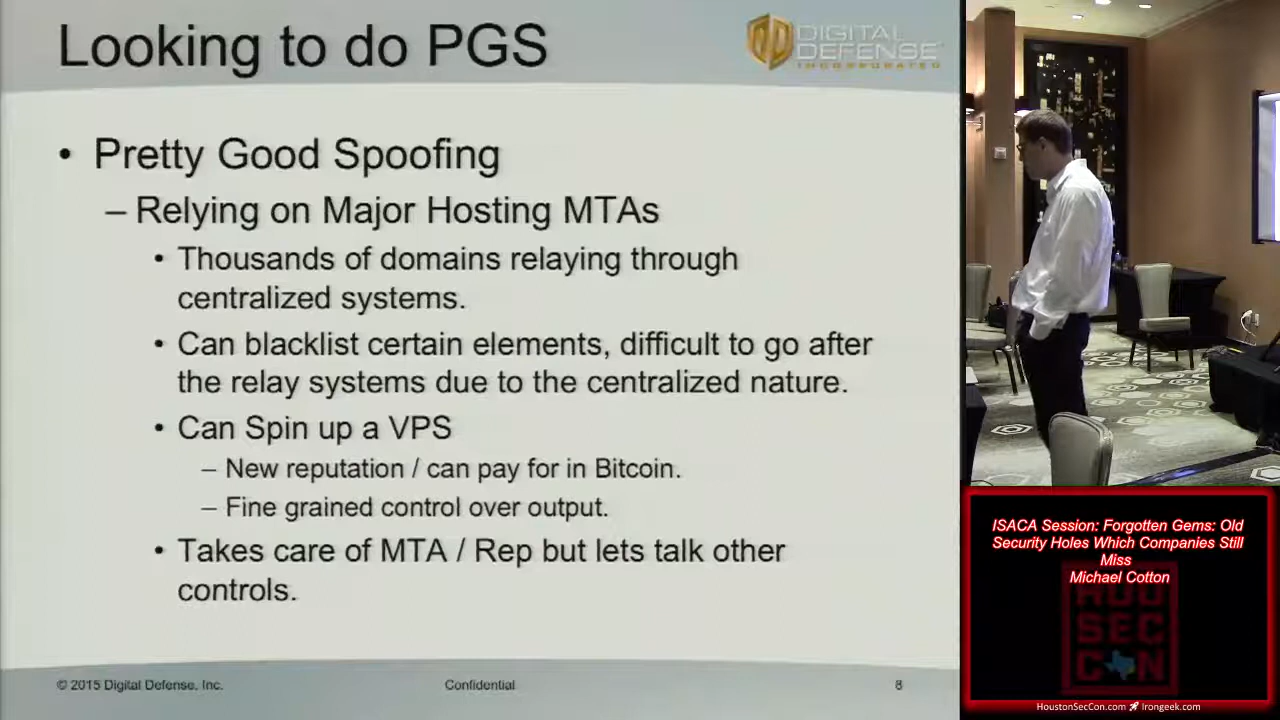 Looking to do PGS
DIGITAL
DEFENSE
INCORPORATED
• Pretty Good Spoofing
– Relying on Major Hosting MTAs
• Thousands of domains relaying through
centralized systems.
• Can blacklist certain elements, difficult to go after
the relay systems due to the centralized nature.
• Can Spin up a VPS
– New reputation / can pay for in Bitcoin.
– Fine grained control over output.
• Takes care of MTA / Rep but lets talk other
controls.
© 2015 Digital Defense, Inc.
Confidential
8
ISACA Session: Forgotten Gems: Old
Security Holes Which Companies Still
Miss
Michael Cotton
HOU
SEC
CON
HoustonSecCon.com Irongeek.com